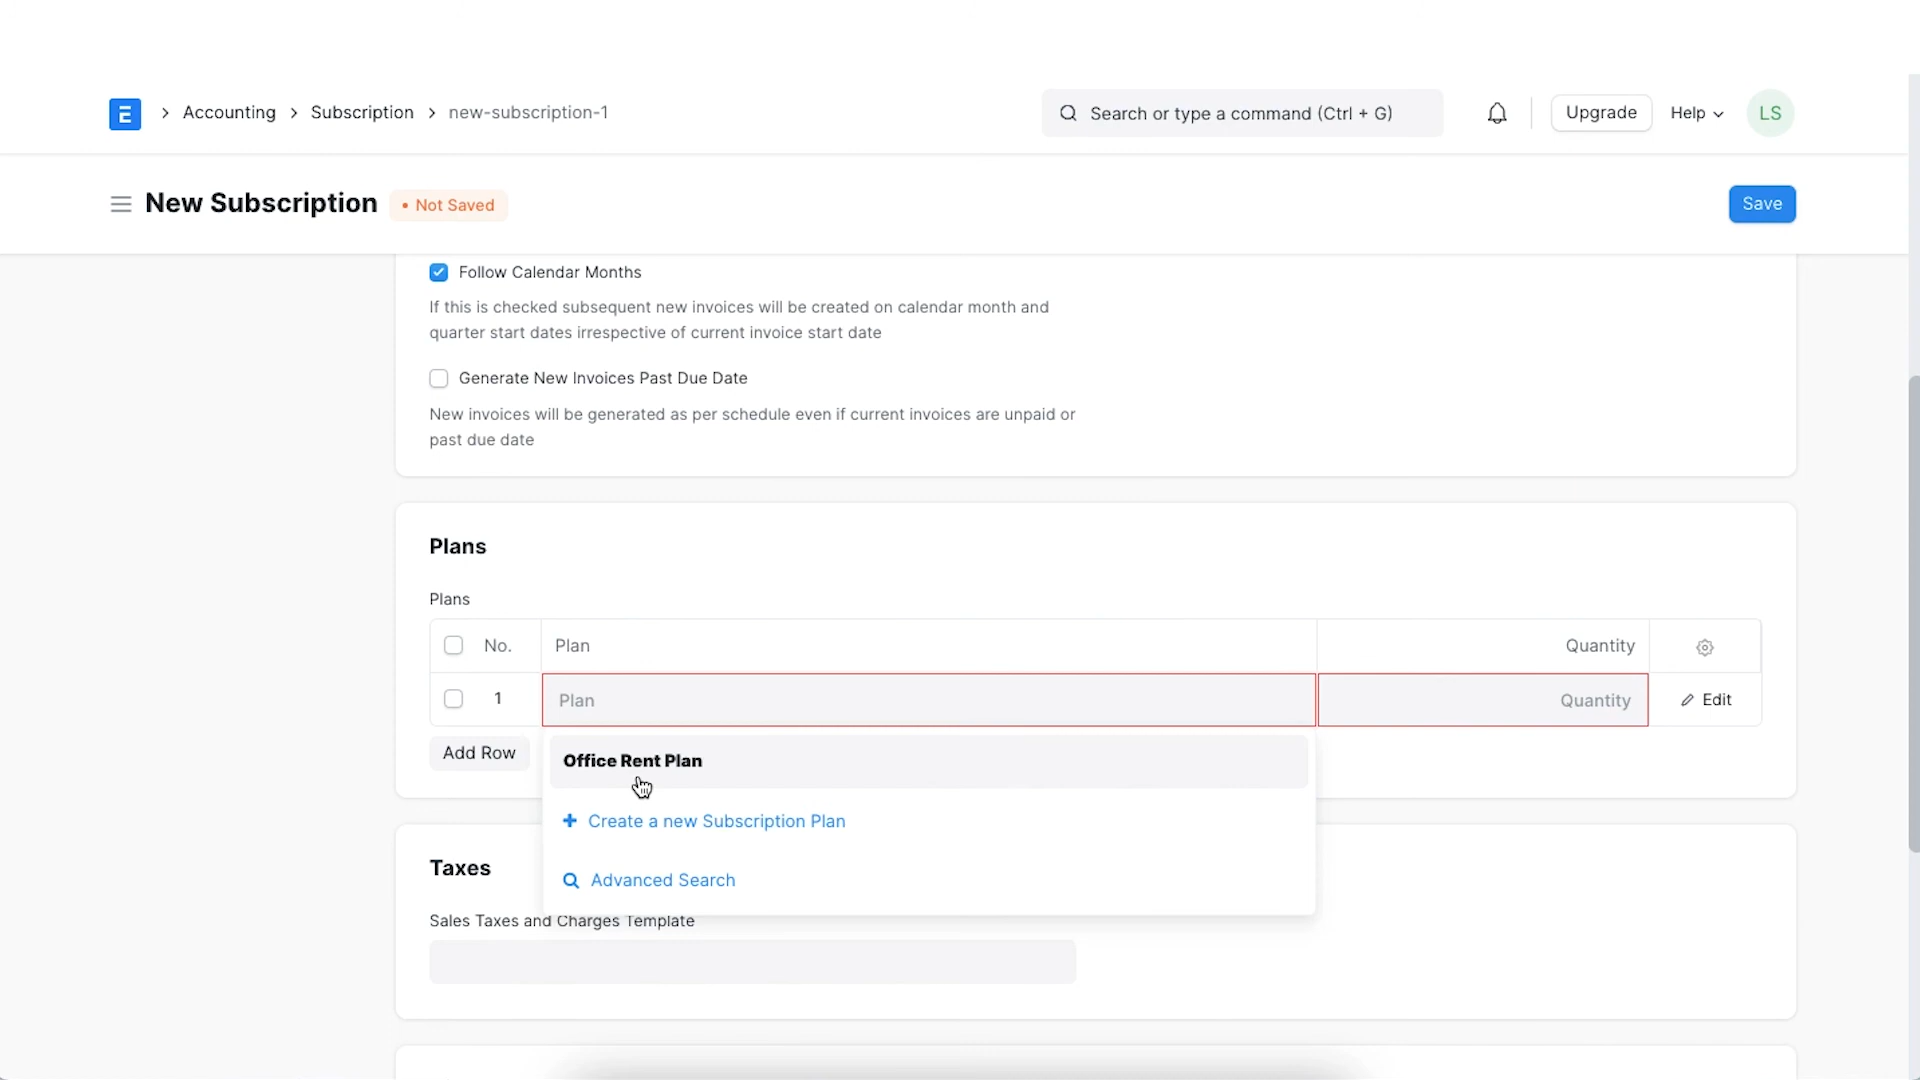 E
Accounting
Subscription
new-subscription-1
Search or type a command (Ctrl + G)
Upgrade
Help
LS
New Subscription
• Not Saved
Save
Follow Calendar Months
If this is checked subsequent new invoices will be created on calendar month and
quarter start dates irrespective of current invoice start date
Generate New Invoices Past Due Date
New invoices will be generated as per schedule even if current invoices are unpaid or
past due date
Plans
Plans
No. Plan Quantity
1 Plan Quantity Edit
Add Row
Office Rent Plan
Create a new Subscription Plan
Advanced Search
Taxes
Sales Taxes and Charges Template